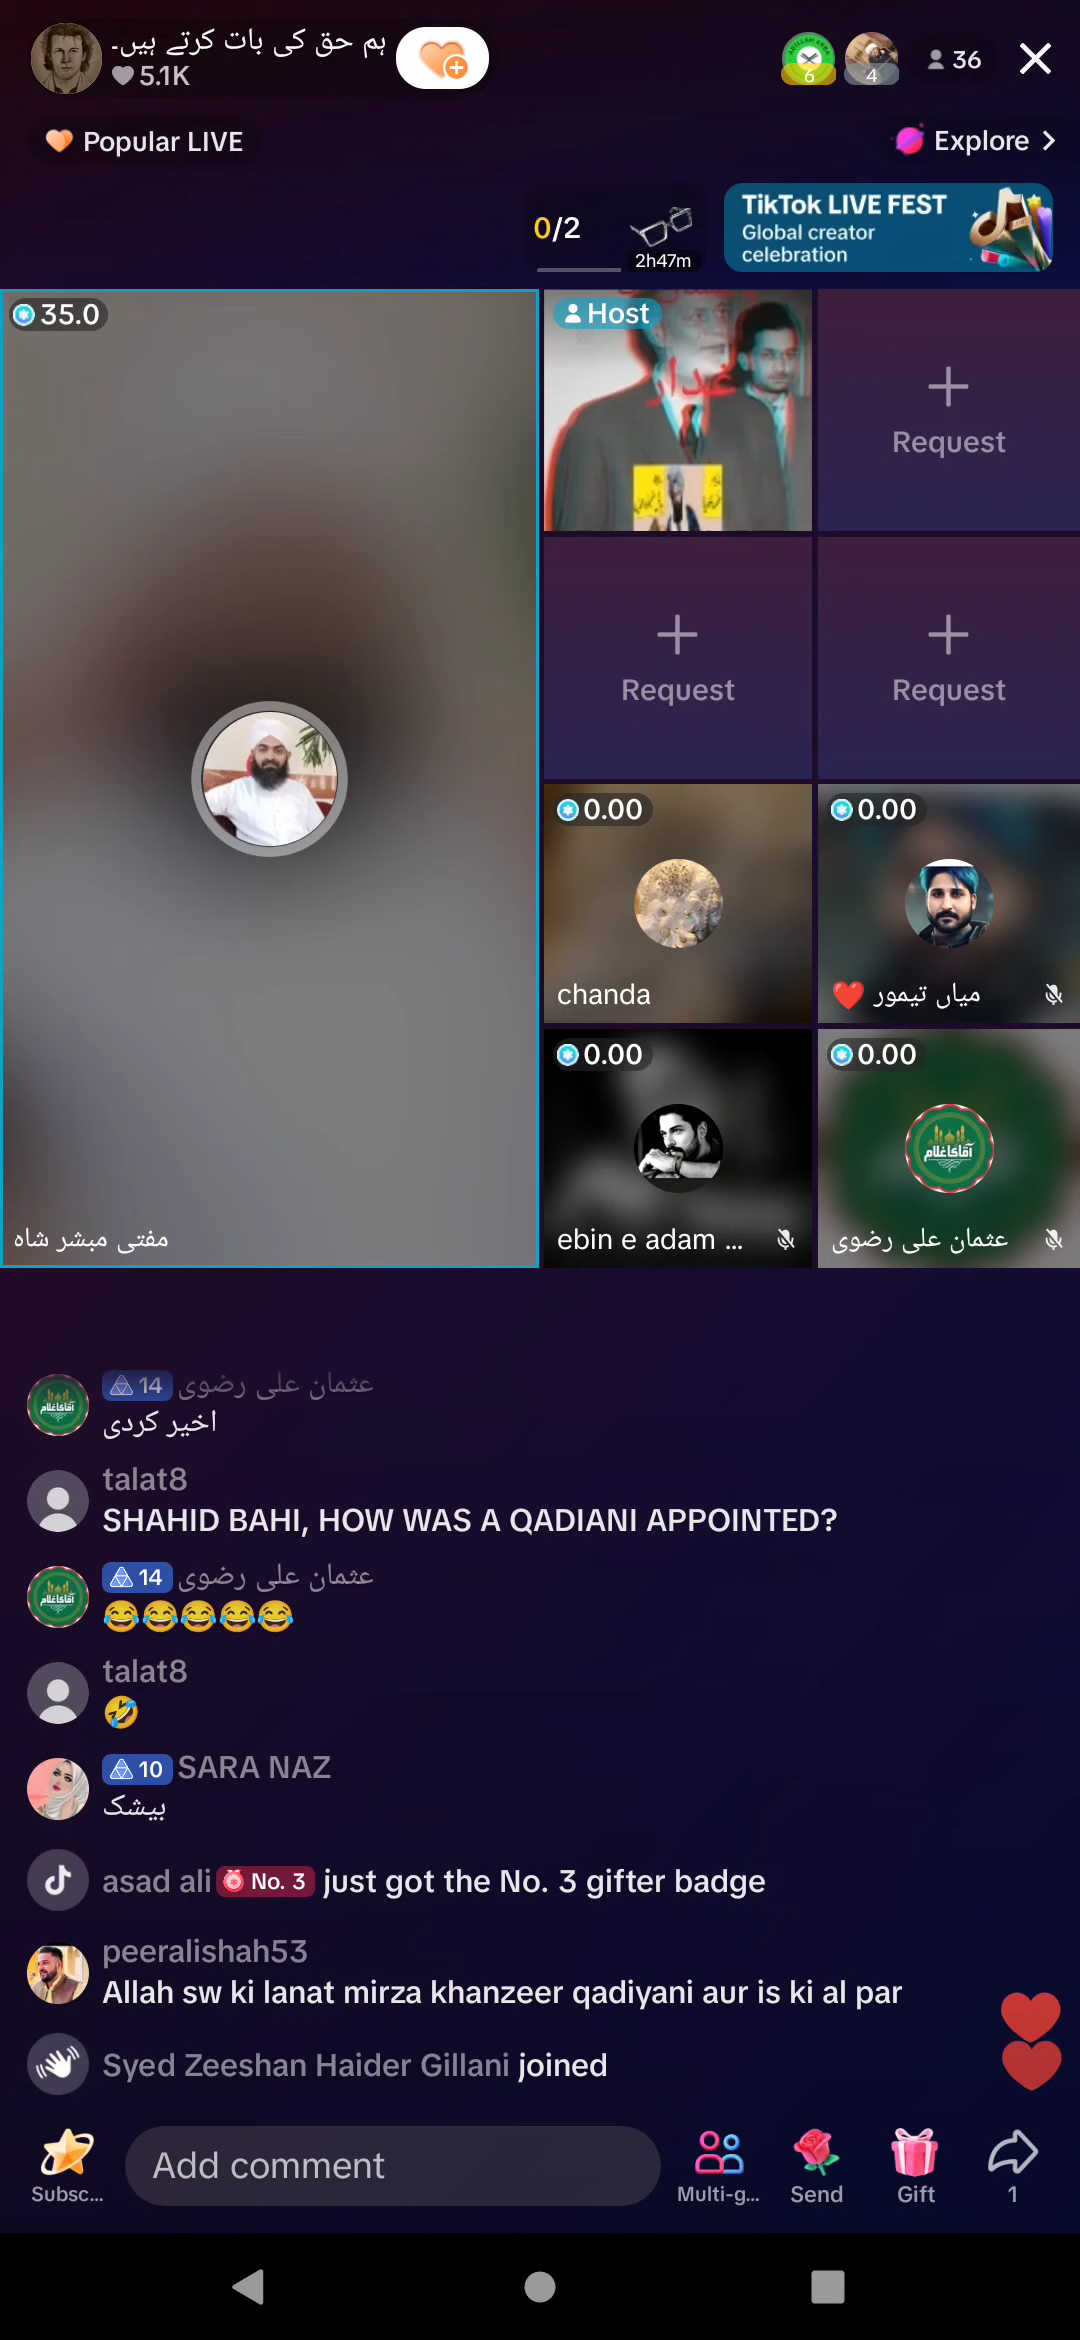 ہم حق کی بات کرتے ہیں۔
5.1K
6
4
36
Popular LIVE
Explore
0/2
2h47m
TikTok LIVE FEST
Global creator
celebration
35.0
مفتی مبشر شاہ
Host
غدار
Request
Request
Request
0.00
chanda
0.00
میاں تیمور ❤️
0.00
ebin e adam ...
0.00
آقا کا غلام
عثمان علی رضوی
14 عثمان علی رضوی
اخیر کردی
talat8
SHAHID BAHI, HOW WAS A QADIANI APPOINTED?
14 عثمان علی رضوی
😂😂😂😂😂
talat8
🤣
10 SARA NAZ
بیشک
asad ali No. 3 just got the No. 3 gifter badge
peeralishah53
Allah sw ki lanat mirza khanzeer qadiyani aur is ki al par
Syed Zeeshan Haider Gillani joined
Subsc...
Add comment
Multi-g...
Send
Gift
1